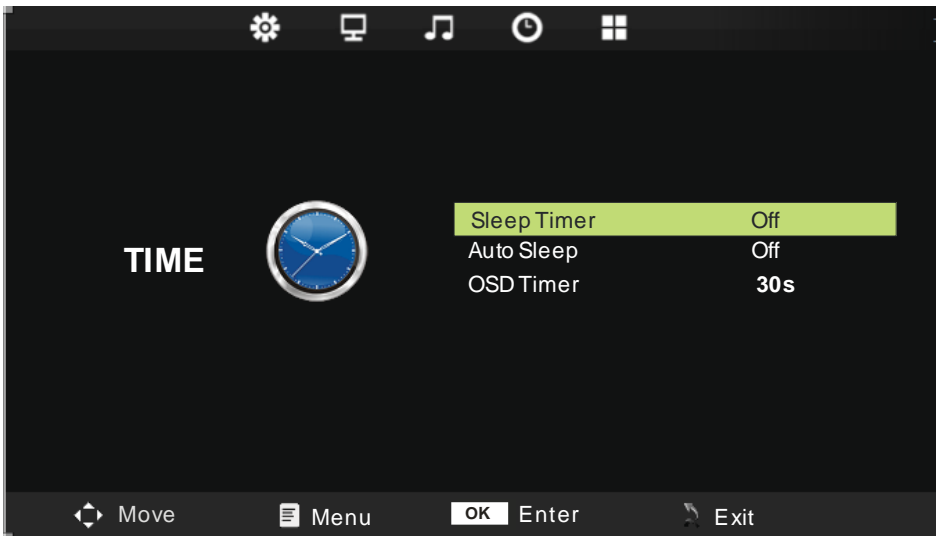 TIME
Sleep Timer Off
Auto Sleep Off
OSD Timer 30s
Move Menu OK Enter Exit